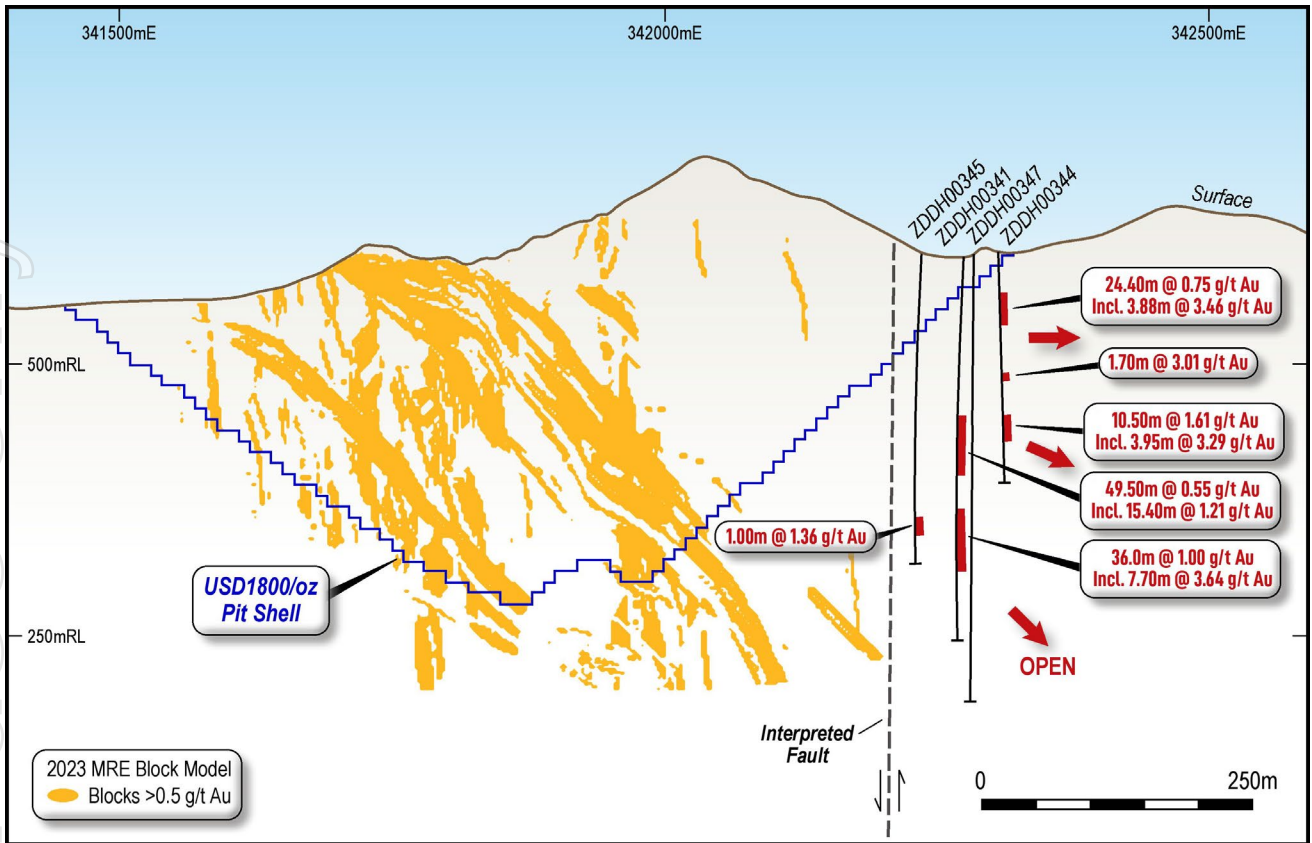 341500mE
342000mE
342500mE
ZDDH00345
ZDDH00341
ZDDH00347
ZDDH00344
Surface
24.40m @ 0.75 g/t Au
Incl. 3.88m @ 3.46 g/t Au
500mRL
1.70m @ 3.01 g/t Au
10.50m @ 1.61 g/t Au
Incl. 3.95m @ 3.29 g/t Au
49.50m @ 0.55 g/t Au
Incl. 15.40m @ 1.21 g/t Au
1.00m @ 1.36 g/t Au
36.0m @ 1.00 g/t Au
Incl. 7.70m @ 3.64 g/t Au
USD1800/oz
Pit Shell
250mRL
OPEN
Interpreted
Fault
2023 MRE Block Model
Blocks >0.5 g/t Au
0
250m